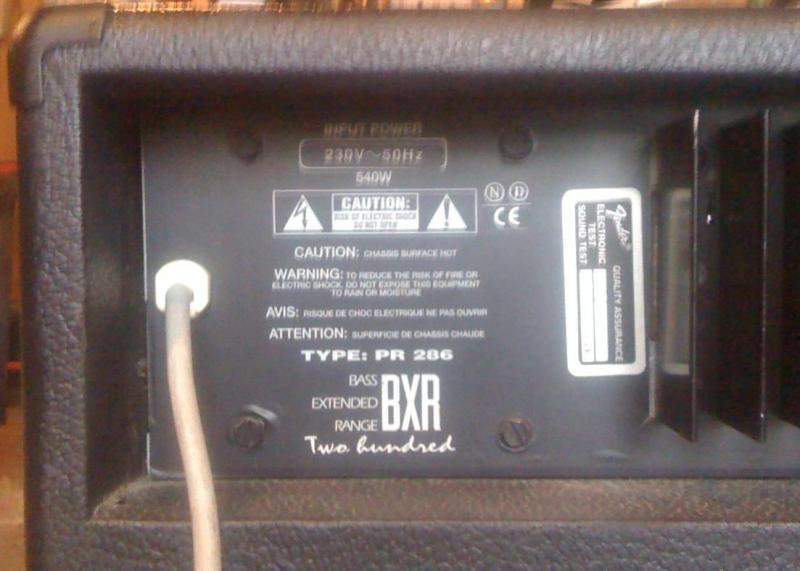 INPUT POWER
230V~50Hz
540W
CAUTION:
RISK OF ELECTRIC SHOCK
DO NOT OPEN
N D
CE
CAUTION: CHASSIS SURFACE HOT
WARNING: TO REDUCE THE RISK OF FIRE OR
ELECTRIC SHOCK, DO NOT EXPOSE THIS EQUIPMENT
TO RAIN OR MOISTURE
AVIS: RISQUE DE CHOC ELECTRIQUE NE PAS OUVRIR
ATTENTION: SUPERFICIE DE CHASSIS CHAUDE
TYPE: PR 286
BASS
EXTENDED
RANGE
BXR
Two hundred
Fender®
QUALITY ASSURANCE
ELECTRONIC
TEST
SOUND TEST